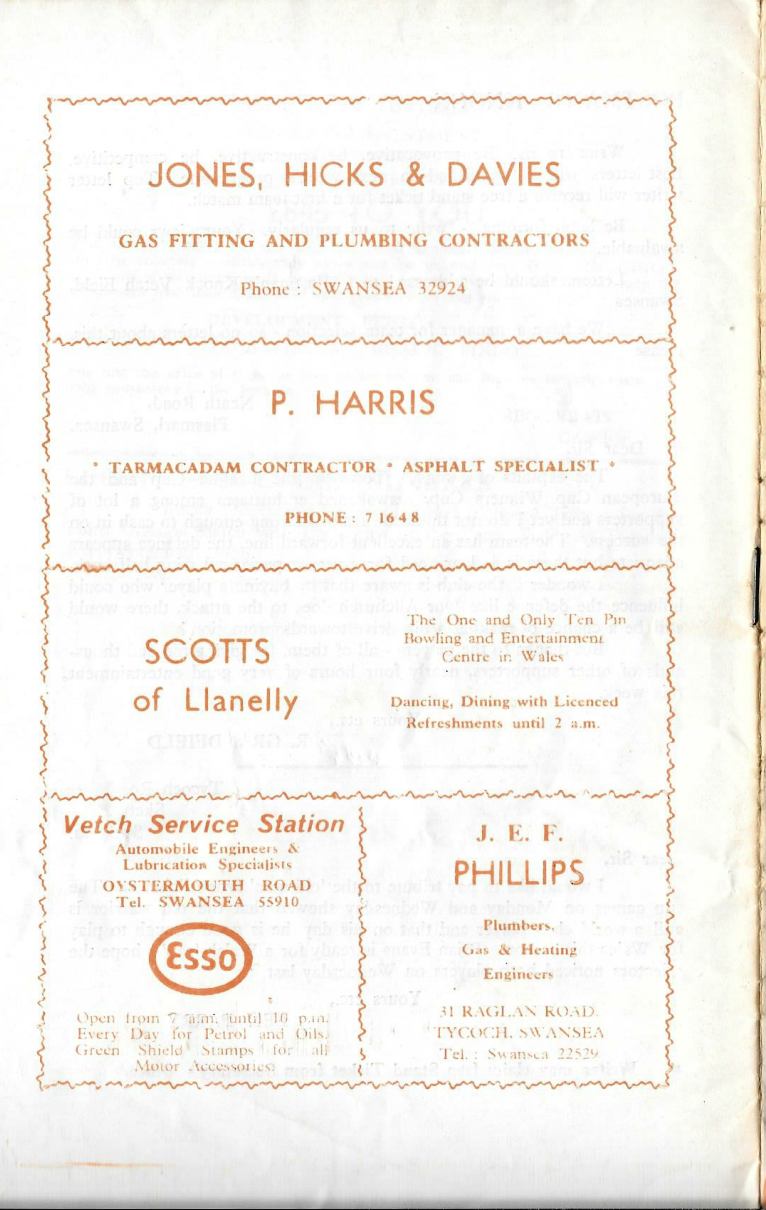 JONES, HICKS & DAVIES
GAS FITTING AND PLUMBING CONTRACTORS
Phone : SWANSEA 32924
P. HARRIS
* TARMACADAM CONTRACTOR * ASPHALT SPECIALIST *
PHONE : 71648
SCOTTS
of Llanelly
The One and Only Ten Pin
Bowling and Entertainment
Centre in Wales
Dancing, Dining with Licenced
Refreshments until 2 a.m.
Vetch Service Station
Automobile Engineers &
Lubrication Specialists
OYSTERMOUTH ROAD
Tel. SWANSEA 55910
Esso
Open from 7 a.m. until 10 p.m.
Every Day for Petrol and Oils.
Green Shield Stamps for all
Motor Accessories.
J. E. F.
PHILLIPS
Plumbers,
Gas & Heating
Engineers
31 RAGLAN ROAD,
TYCOCH, SWANSEA
Tel. : Swansea 22529